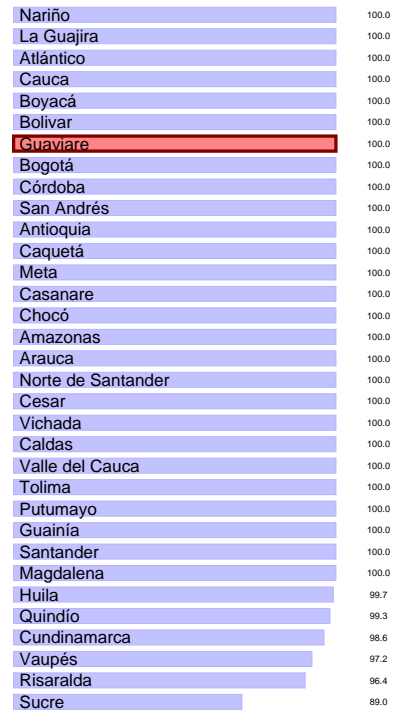 Nariño 100.0
La Guajira 100.0
Atlántico 100.0
Cauca 100.0
Boyacá 100.0
Bolivar 100.0
Guaviare 100.0
Bogotá 100.0
Córdoba 100.0
San Andrés 100.0
Antioquia 100.0
Caquetá 100.0
Meta 100.0
Casanare 100.0
Chocó 100.0
Amazonas 100.0
Arauca 100.0
Norte de Santander 100.0
Cesar 100.0
Vichada 100.0
Caldas 100.0
Valle del Cauca 100.0
Tolima 100.0
Putumayo 100.0
Guainía 100.0
Santander 100.0
Magdalena 100.0
Huila 99.7
Quindío 99.3
Cundinamarca 98.6
Vaupés 97.2
Risaralda 96.4
Sucre 89.0